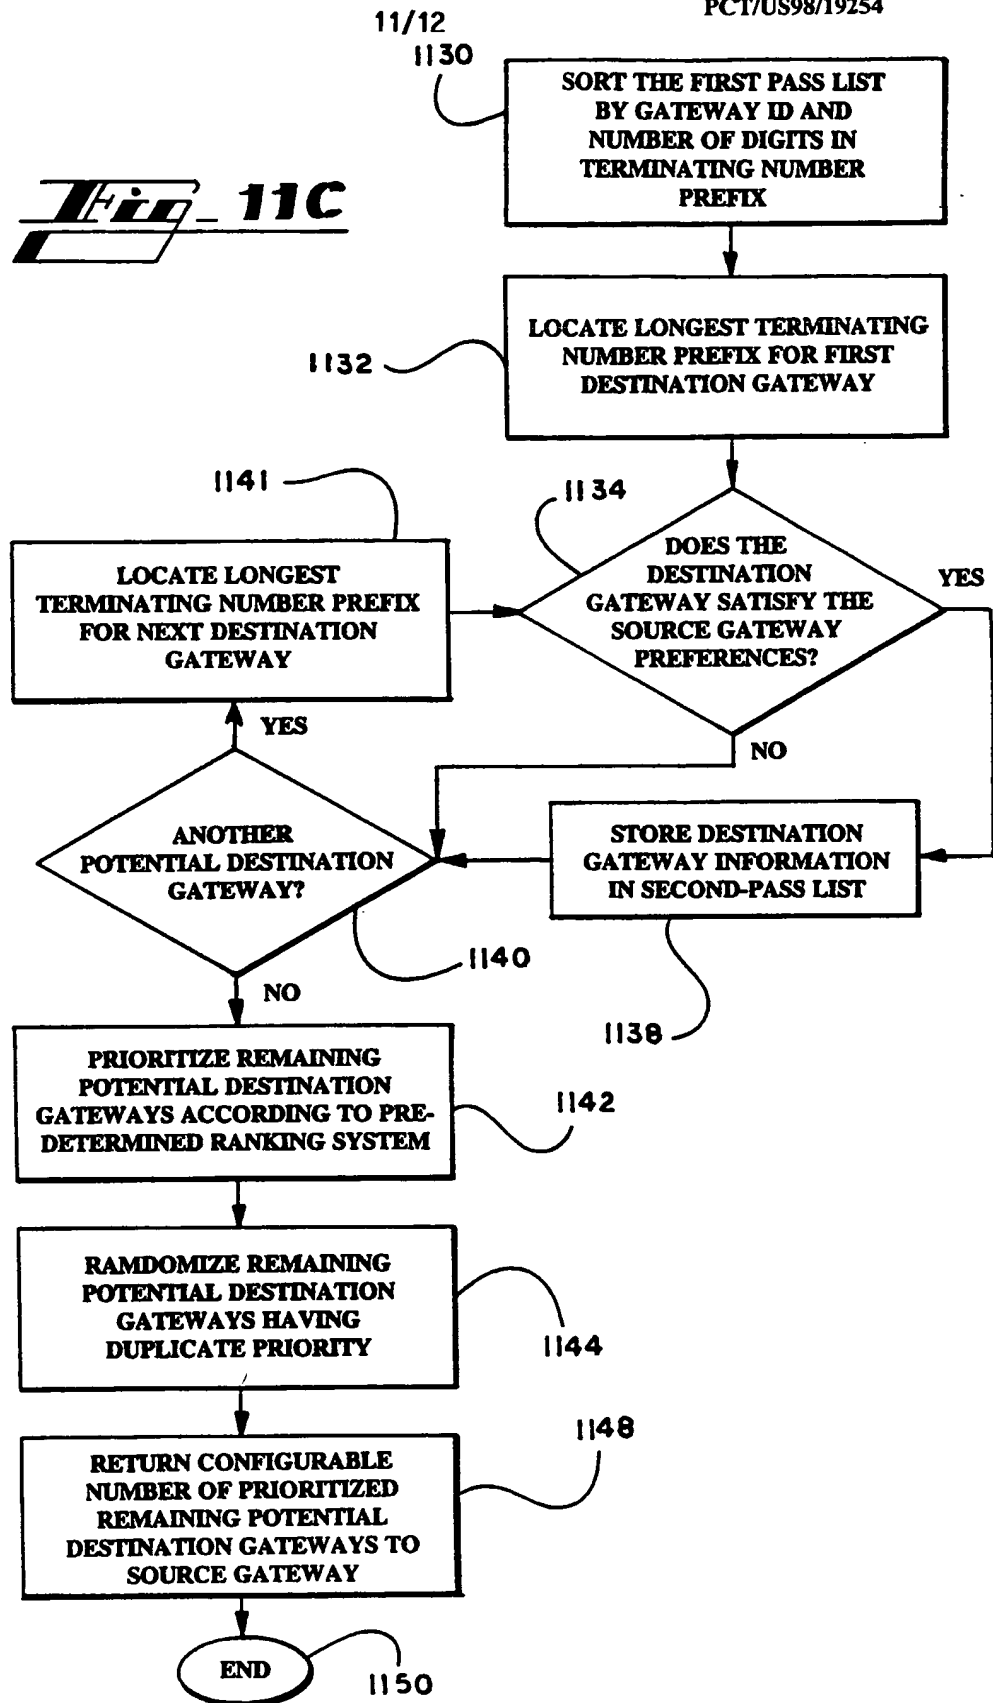 PCT/US98/19254
11/12
1130
SORT THE FIRST PASS LIST
BY GATEWAY ID AND
NUMBER OF DIGITS IN
TERMINATING NUMBER
PREFIX
Fig_ 11C
LOCATE LONGEST TERMINATING
NUMBER PREFIX FOR FIRST
DESTINATION GATEWAY
1132
1141
1134
LOCATE LONGEST
TERMINATING NUMBER PREFIX
FOR NEXT DESTINATION
GATEWAY
DOES THE
DESTINATION
GATEWAY SATISFY THE
SOURCE GATEWAY
PREFERENCES?
YES
YES
NO
ANOTHER
POTENTIAL DESTINATION
GATEWAY?
STORE DESTINATION
GATEWAY INFORMATION
IN SECOND-PASS LIST
1140
NO
1138
PRIORITIZE REMAINING
POTENTIAL DESTINATION
GATEWAYS ACCORDING TO PRE-
DETERMINED RANKING SYSTEM
1142
RAMDOMIZE REMAINING
POTENTIAL DESTINATION
GATEWAYS HAVING
DUPLICATE PRIORITY
1144
RETURN CONFIGURABLE
NUMBER OF PRIORITIZED
REMAINING POTENTIAL
DESTINATION GATEWAYS TO
SOURCE GATEWAY
1148
END
1150